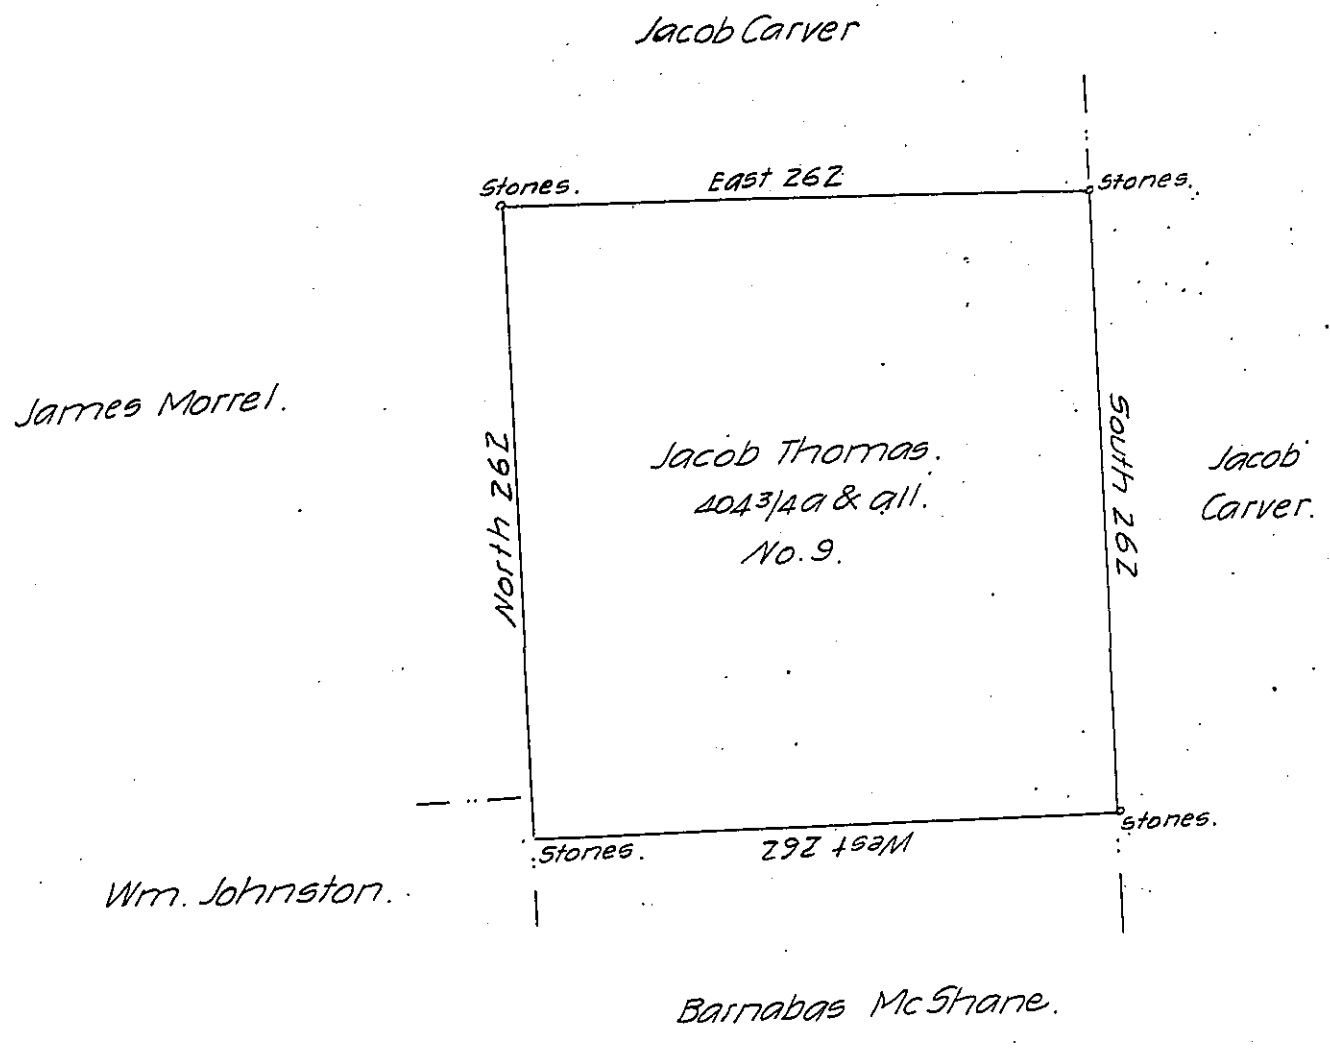 Jacob Carver
Stones.
East 262
Stones.
James Morrel.
North 262
Jacob Thomas.
404 3/4 a & all.
No. 9.
South 262
Jacob
Carver.
Stones.
West 262
Stones.
Wm. Johnston.
Barnabas McShane.